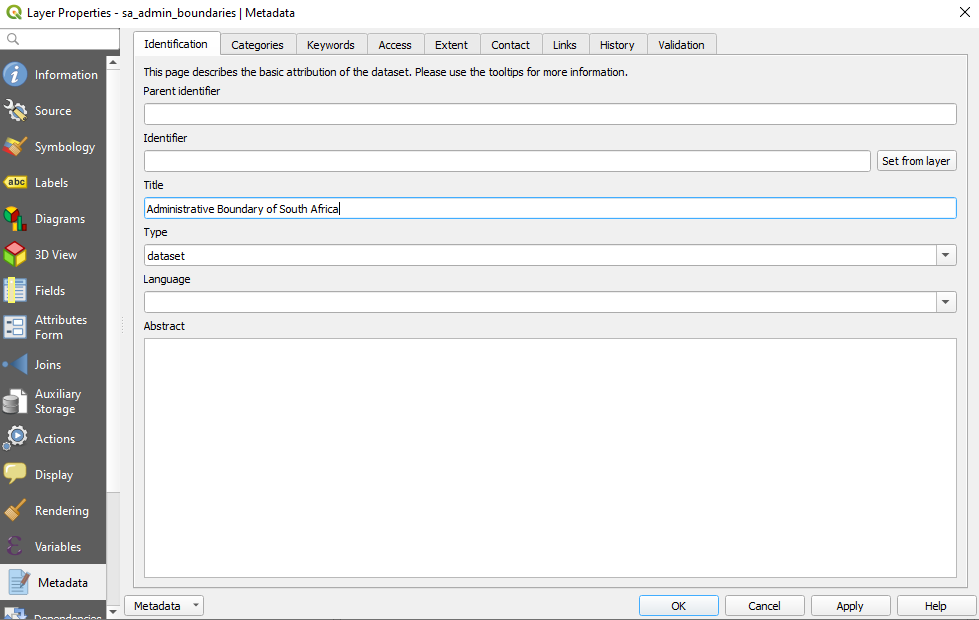 Layer Properties - sa_admin_boundaries | Metadata
Information
Source
Symbology
abc Labels
Diagrams
3D View
Fields
Attributes
Form
Joins
Auxiliary
Storage
Actions
Display
Rendering
Variables
Metadata
Dependencies
Identification Categories Keywords Access Extent Contact Links History Validation
This page describes the basic attribution of the dataset. Please use the tooltips for more information.
Parent identifier
Identifier
Set from layer
Title
Administrative Boundary of South Africa
Type
dataset
Language
Abstract
Metadata OK Cancel Apply Help